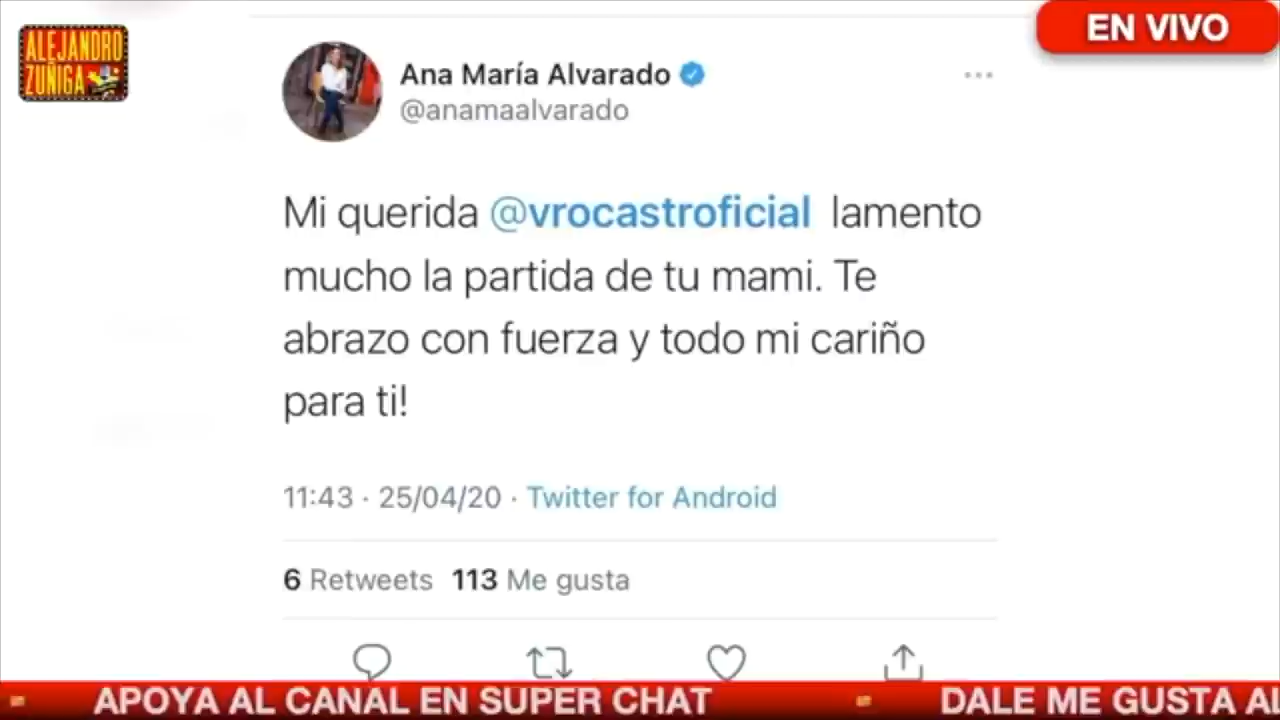 ALEJANDRO
ZUÑIGA
EN VIVO
Ana María Alvarado
@anamaalvarado
Mi querida @vrocastroficial lamento
mucho la partida de tu mami. Te
abrazo con fuerza y todo mi cariño
para ti!
11:43 · 25/04/20 · Twitter for Android
6 Retweets 113 Me gusta
APOYA AL CANAL EN SUPER CHAT
DALE ME GUSTA AL